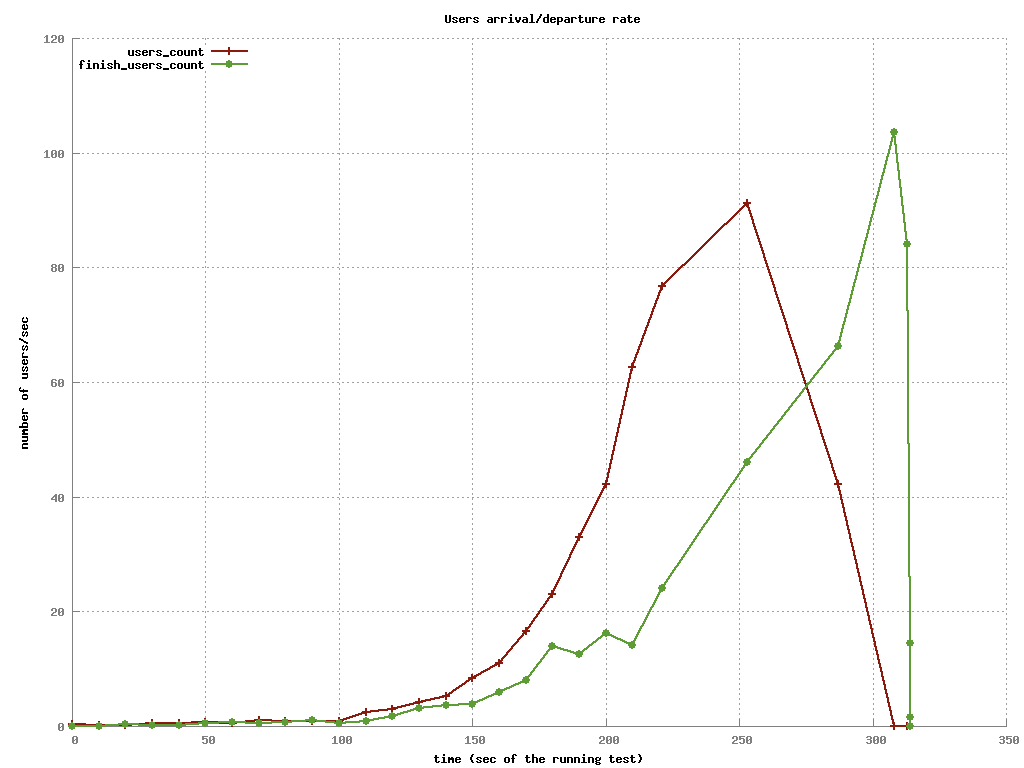 Users arrival/departure rate
120
users_count
finish_users_count
100
80
number of users/sec
60
40
20
0
0 50 100 150 200 250 300 350
time (sec of the running test)